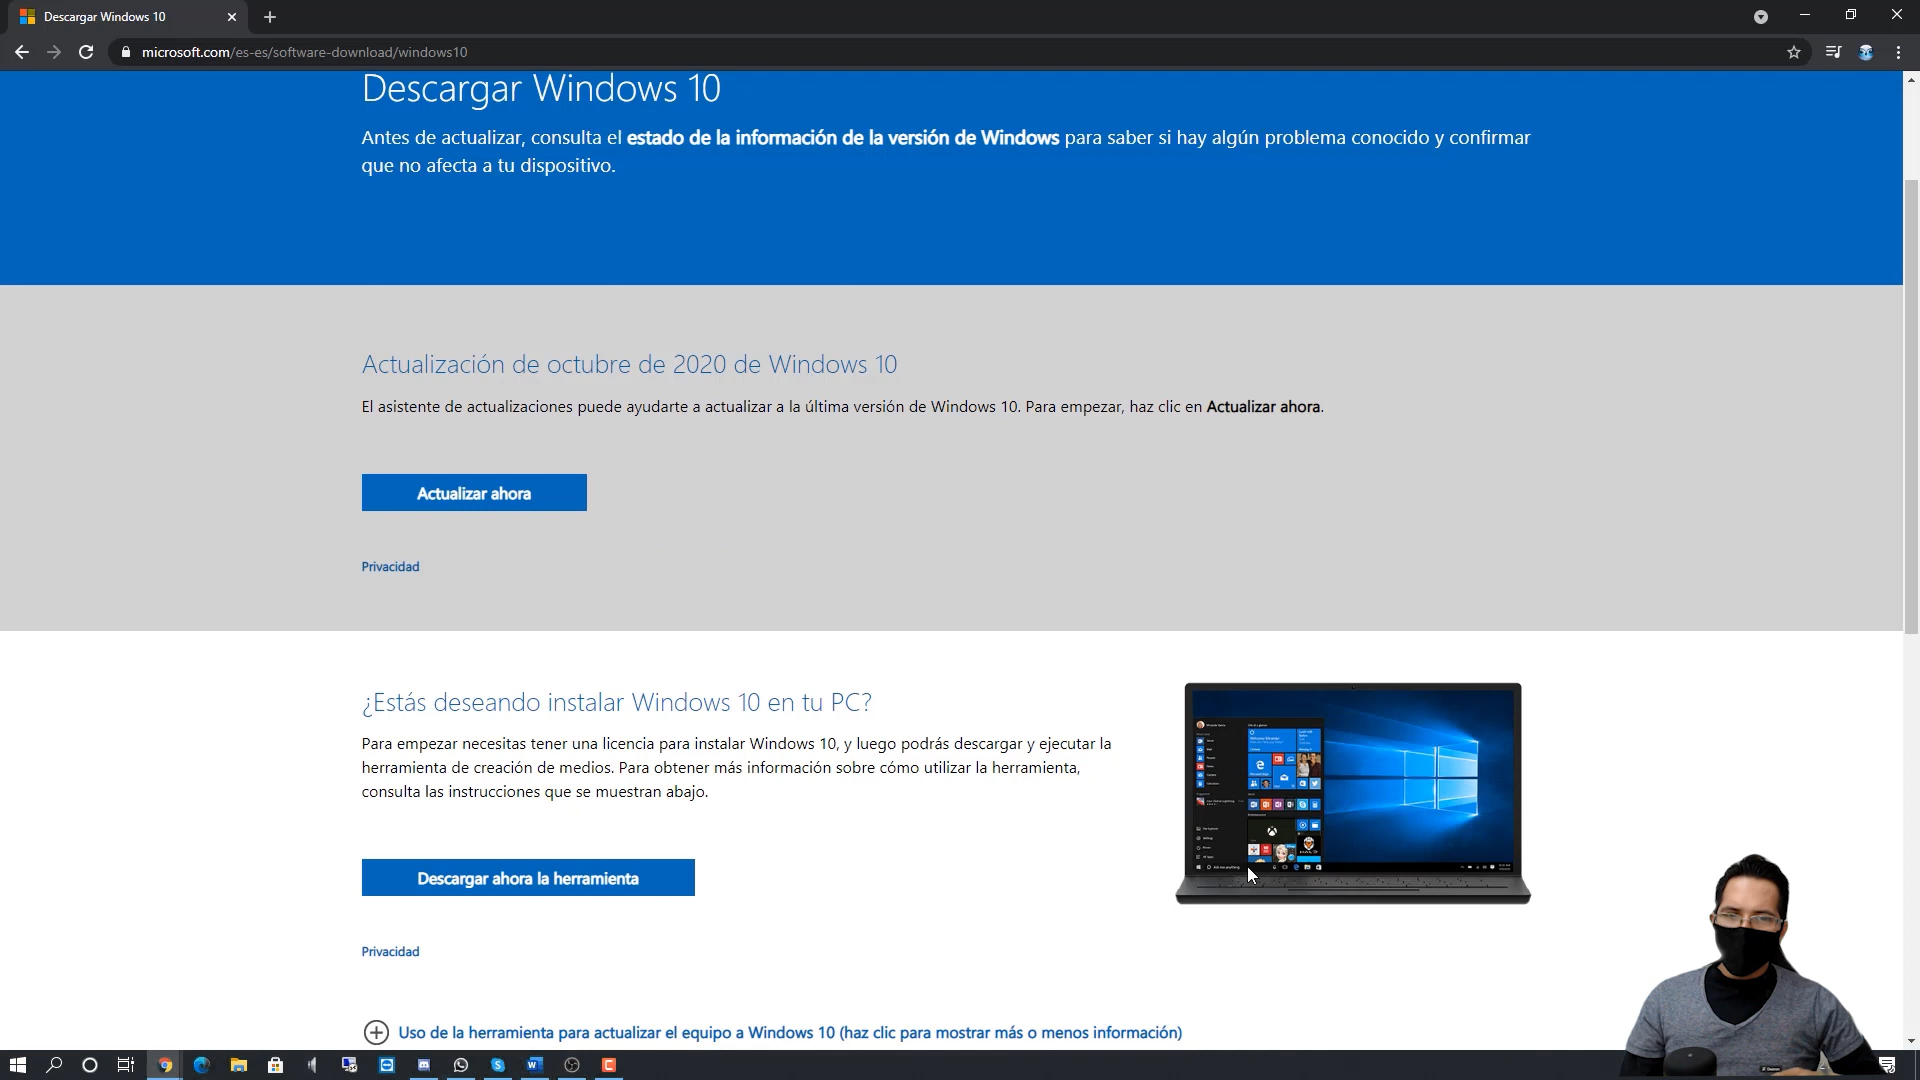 Descargar Windows 10
microsoft.com/es-es/software-download/windows10
Descargar Windows 10
Antes de actualizar, consulta el estado de la información de la versión de Windows para saber si hay algún problema conocido y confirmar
que no afecta a tu dispositivo.
Actualización de octubre de 2020 de Windows 10
El asistente de actualizaciones puede ayudarte a actualizar a la última versión de Windows 10. Para empezar, haz clic en Actualizar ahora.
Actualizar ahora
Privacidad
¿Estás deseando instalar Windows 10 en tu PC?
Para empezar necesitas tener una licencia para instalar Windows 10, y luego podrás descargar y ejecutar la
herramienta de creación de medios. Para obtener más información sobre cómo utilizar la herramienta,
consulta las instrucciones que se muestran abajo.
Descargar ahora la herramienta
Privacidad
Uso de la herramienta para actualizar el equipo a Windows 10 (haz clic para mostrar más o menos información)